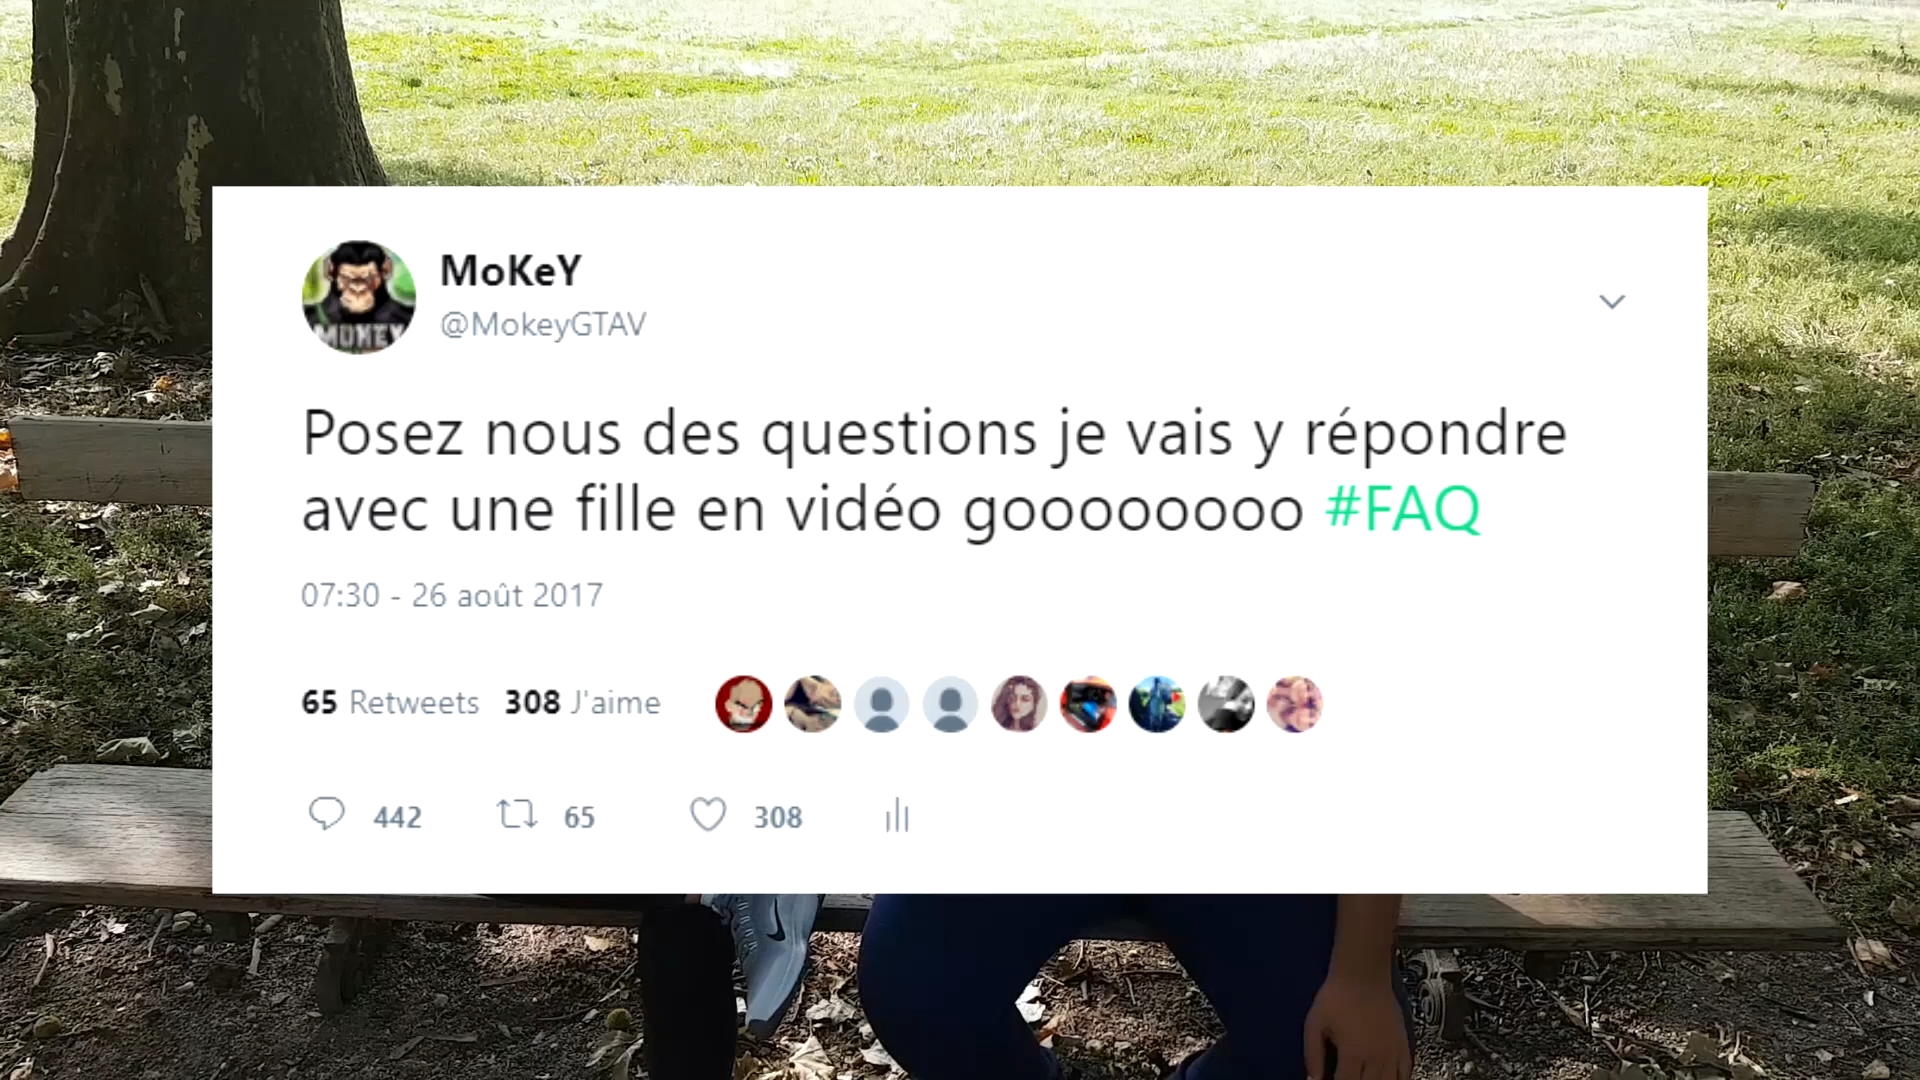 MoKeY
@MokeyGTAV
Posez nous des questions je vais y répondre
avec une fille en vidéo goooooooo #FAQ
07:30 - 26 août 2017
65 Retweets 308 J'aime
442 65 308
MOKEY